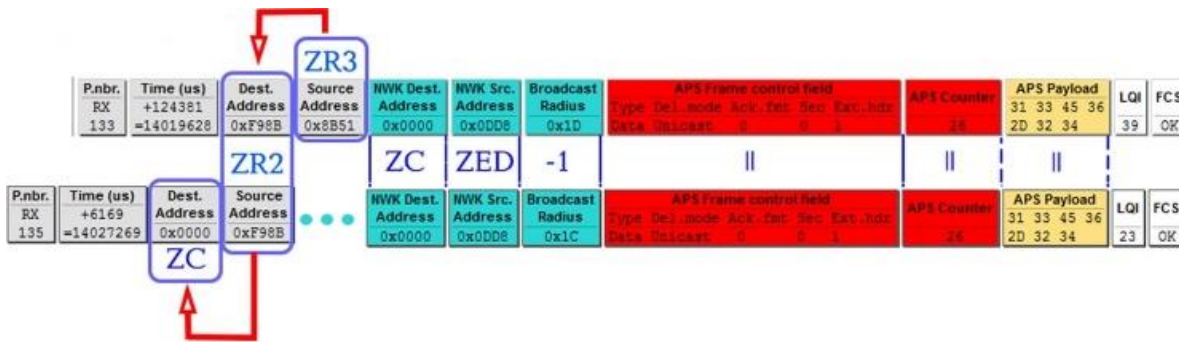 ZR3
P.nbr. Time (us) Dest. Source NWK Dest. NWK Src. Broadcast APS Frame control field APS Counter APS Payload LQI FCS
RX +124381 Address Address Address Address Radius Type Del.mode Ack.fmt Sec Ext.hdr 26 31 33 45 36 39 OK
133 =14019628 0xF98B 0x8B51 0x0000 0x0DD8 0x1D Data Unicast 0 0 1 2D 32 34
ZR2 ZC ZED -1 || || ||
P.nbr. Time (us) Dest. Source NWK Dest. NWK Src. Broadcast APS Frame control field APS Counter APS Payload LQI FCS
RX +6169 Address Address Address Address Radius Type Del.mode Ack.fmt Sec Ext.hdr 26 31 33 45 36 23 OK
135 =14027269 0x0000 0xF98B 0x0000 0x0DD8 0x1C Data Unicast 0 0 1 2D 32 34
ZC